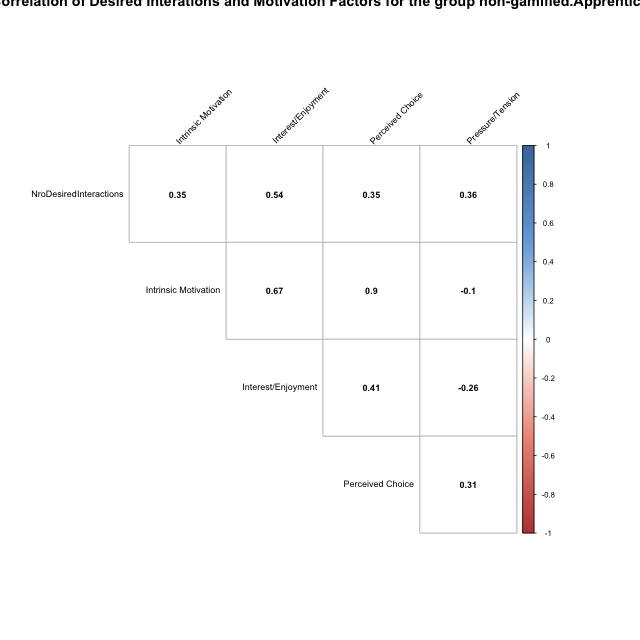 Correlation of Desired Interations and Motivation Factors for the group non-gamified.Apprentic
Intrinsic Motivation
Interest/Enjoyment
Perceived Choice
Pressure/Tension
NroDesiredInteractions 0.35 0.54 0.35 0.36
Intrinsic Motivation 0.67 0.9 -0.1
Interest/Enjoyment 0.41 -0.26
Perceived Choice 0.31
1
0.8
0.6
0.4
0.2
0
-0.2
-0.4
-0.6
-0.8
-1